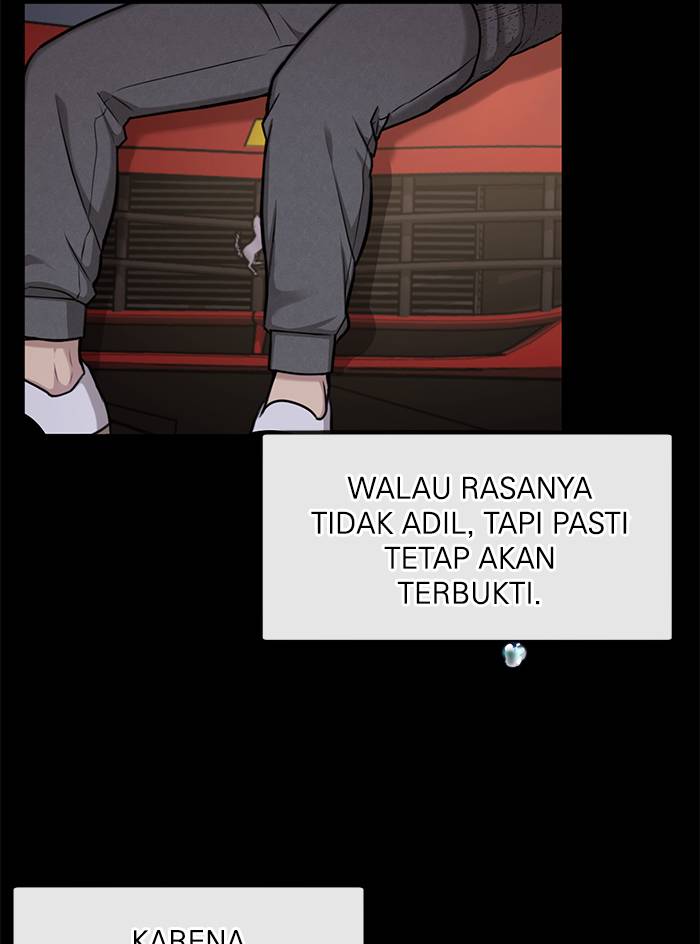 WALAU RASANYA
TIDAK ADIL, TAPI PASTI
TETAP AKAN
TERBUKTI.
KARENA